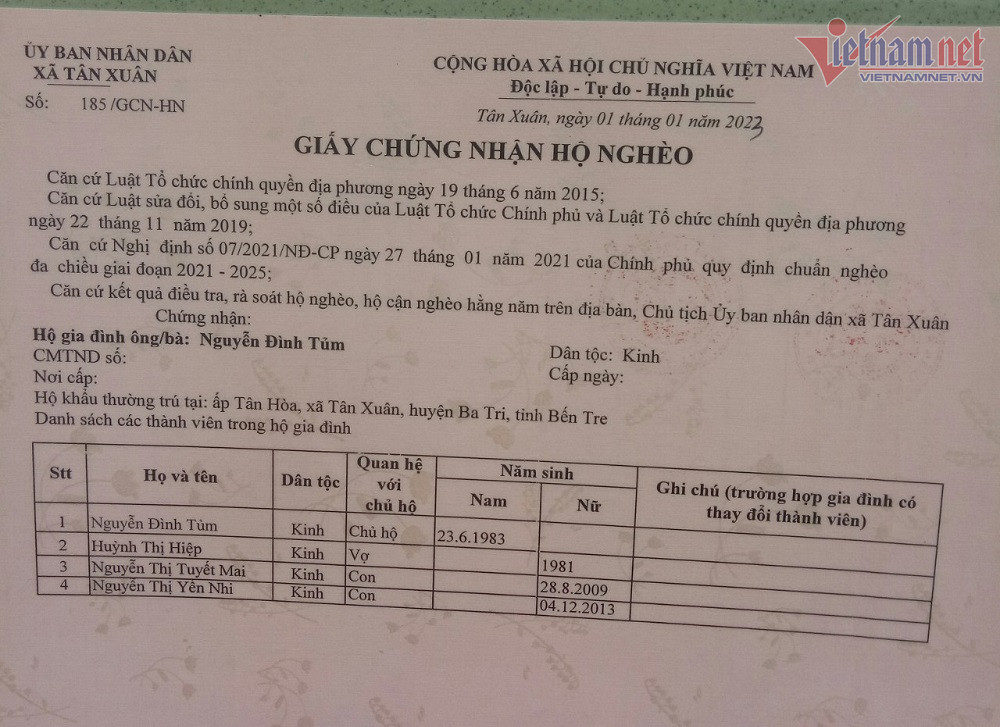 Vietnamnet
VIETNAMNET.VN
ỦY BAN NHÂN DÂN
XÃ TÂN XUÂN
Số: 185/GCN-HN
CỘNG HÒA XÃ HỘI CHỦ NGHĨA VIỆT NAM
Độc lập - Tự do - Hạnh phúc
Tân Xuân, ngày 01 tháng 01 năm 2023
GIẤY CHỨNG NHẬN HỘ NGHÈO
Căn cứ Luật Tổ chức chính quyền địa phương ngày 19 tháng 6 năm 2015;
Căn cứ Luật sửa đổi, bổ sung một số điều của Luật Tổ chức Chính phủ và Luật Tổ chức chính quyền địa phương
ngày 22 tháng 11 năm 2019;
Căn cứ Nghị định số 07/2021/NĐ-CP ngày 27 tháng 01 năm 2021 của Chính phủ quy định chuẩn nghèo
đa chiều giai đoạn 2021 - 2025;
Căn cứ kết quả điều tra, rà soát hộ nghèo, hộ cận nghèo hằng năm trên địa bàn, Chủ tịch Ủy ban nhân dân xã Tân Xuân
Chứng nhận:
Hộ gia đình ông/bà: Nguyễn Đình Tủm
CMTND số:
Dân tộc: Kinh
Nơi cấp:
Cấp ngày:
Hộ khẩu thường trú tại: ấp Tân Hòa, xã Tân Xuân, huyện Ba Tri, tỉnh Bến Tre
Danh sách các thành viên trong hộ gia đình
Stt Họ và tên Dân tộc Quan hệ với chủ hộ Năm sinh Nam Nữ Ghi chú (trường hợp gia đình có thay đổi thành viên)
1 Nguyễn Đình Tủm Kinh Chủ hộ 23.6.1983
2 Huỳnh Thị Hiệp Kinh Vợ 1981
3 Nguyễn Thị Tuyết Mai Kinh Con 28.8.2009
4 Nguyễn Thị Yến Nhi Kinh Con 04.12.2013